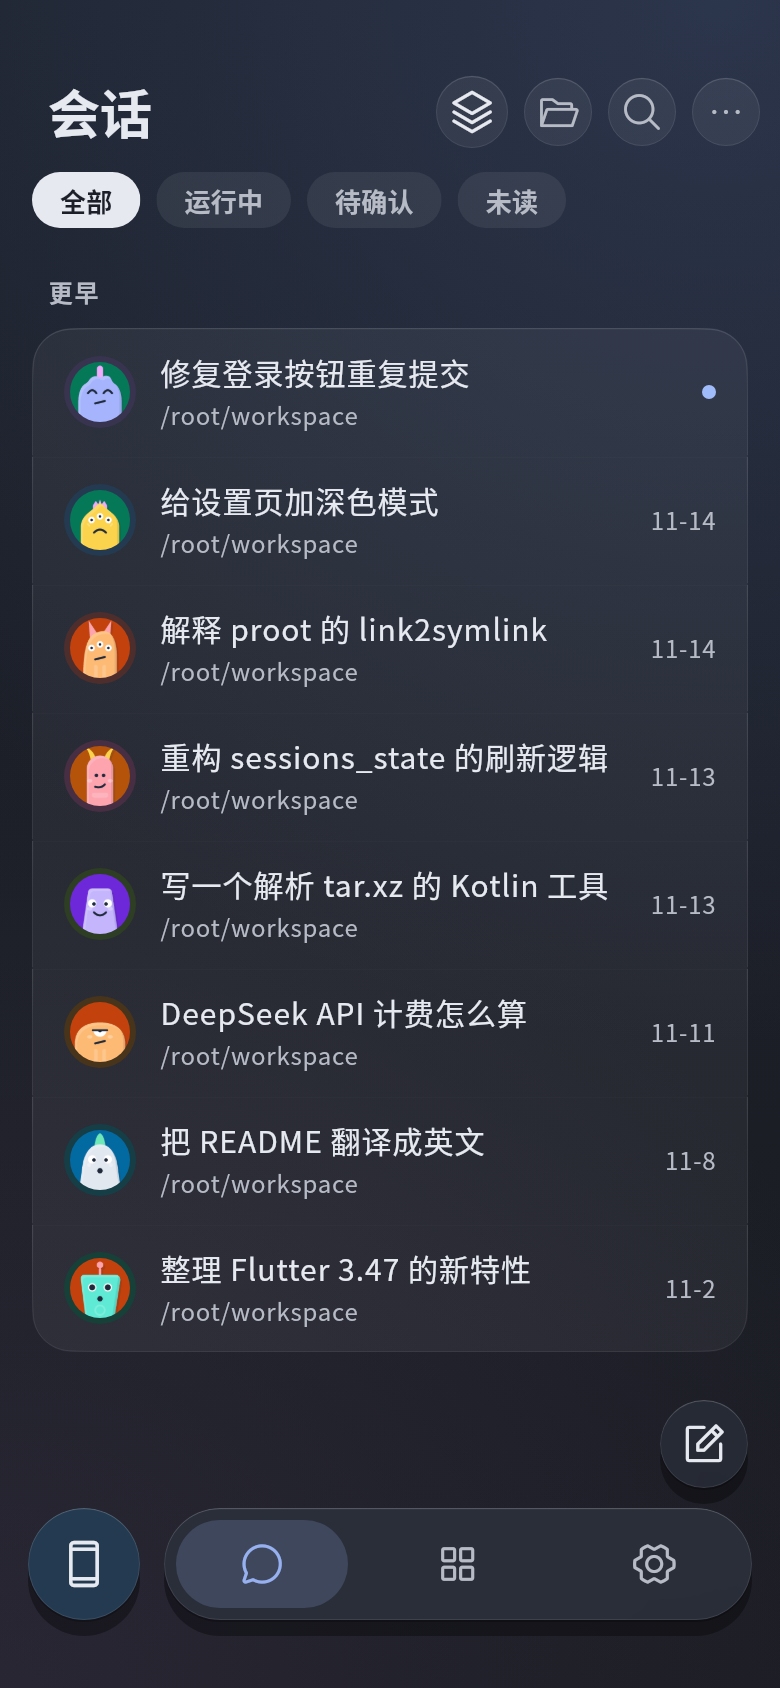 会话
全部
运行中
待确认
未读
更早
修复登录按钮重复提交
/root/workspace
给设置页加深色模式
/root/workspace
11-14
解释 proot 的 link2symlink
/root/workspace
11-14
重构 sessions_state 的刷新逻辑
/root/workspace
11-13
写一个解析 tar.xz 的 Kotlin 工具
/root/workspace
11-13
DeepSeek API 计费怎么算
/root/workspace
11-11
把 README 翻译成英文
/root/workspace
11-8
整理 Flutter 3.47 的新特性
/root/workspace
11-2